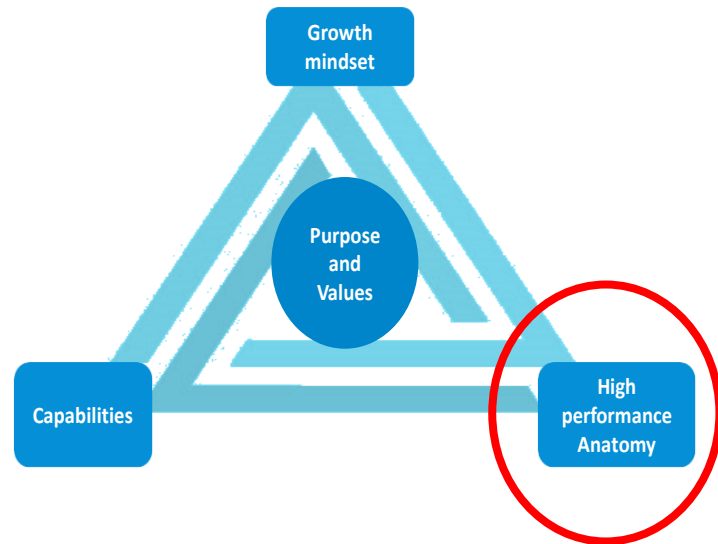 Growth
mindset
Purpose
and
Values
Capabilities
High
performance
Anatomy